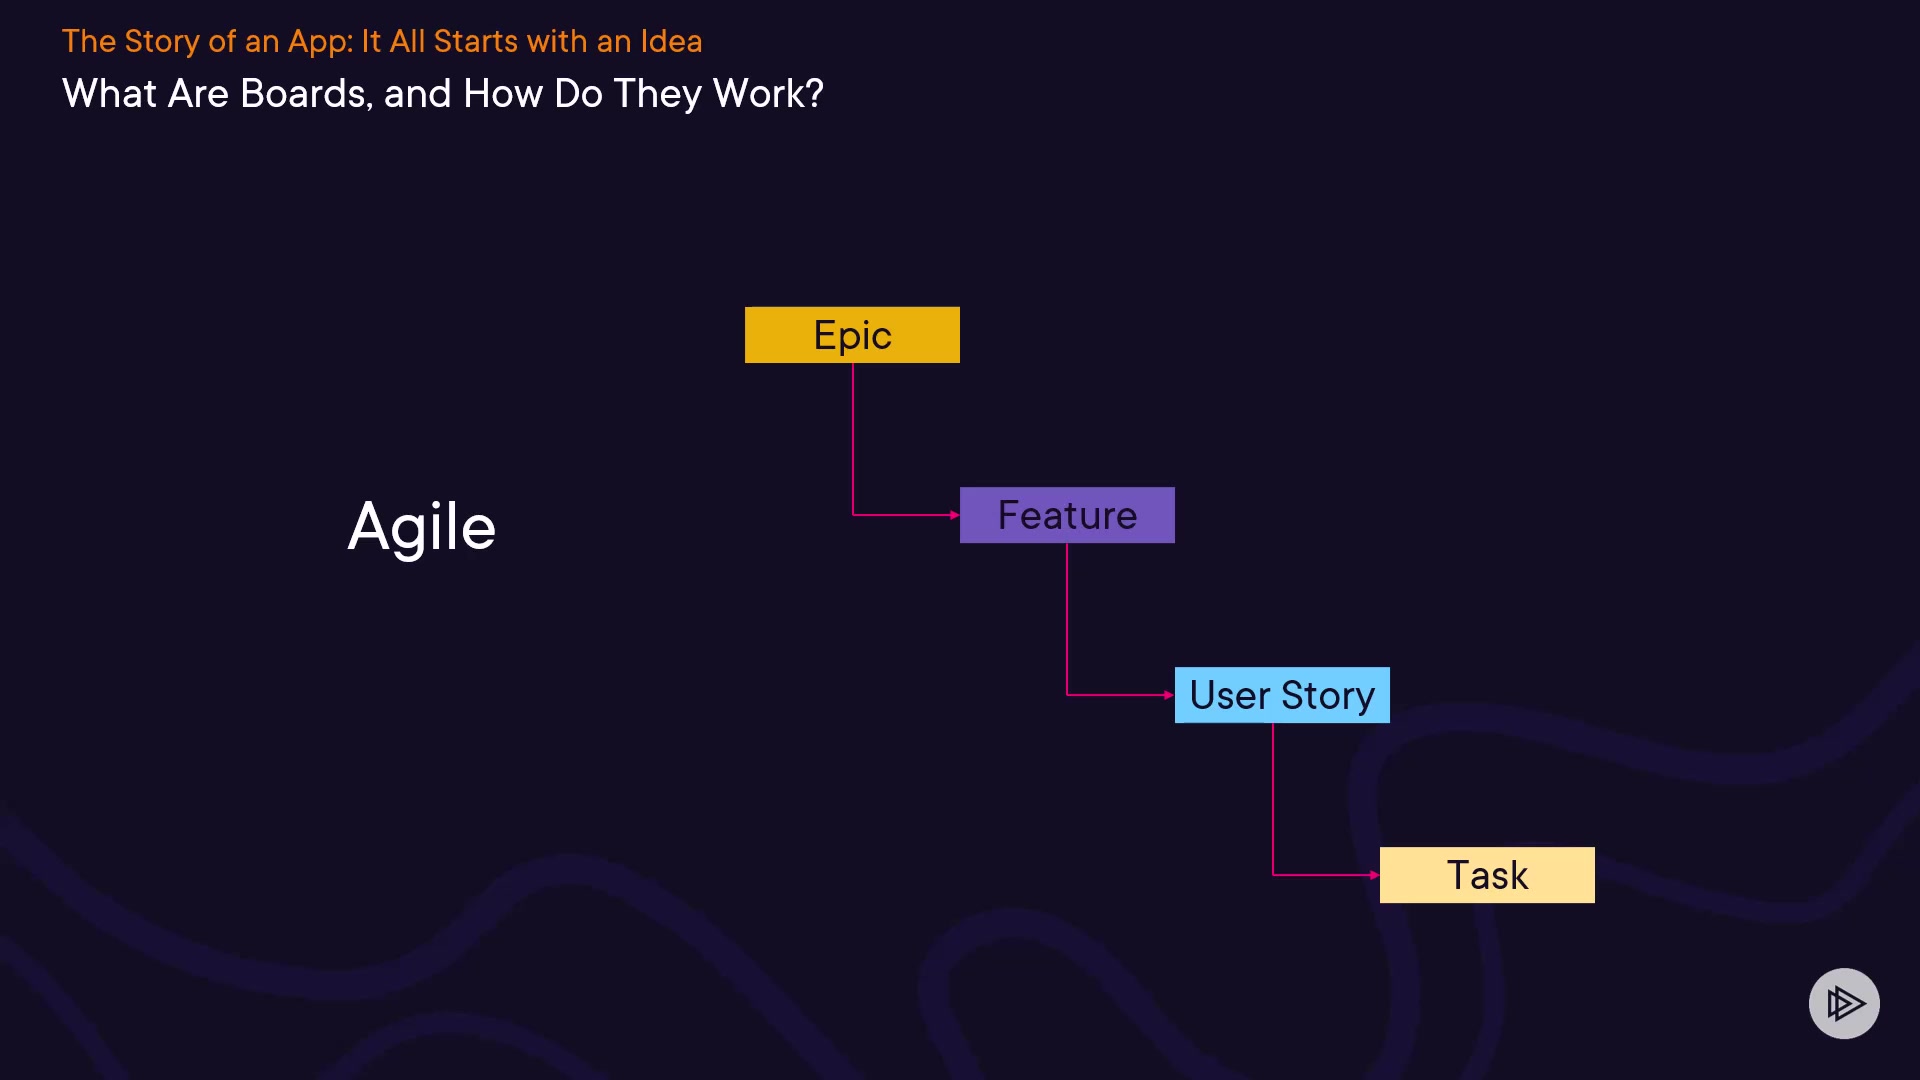 The Story of an App: It All Starts with an Idea
What Are Boards, and How Do They Work?
Epic
Agile
Feature
User Story
Task